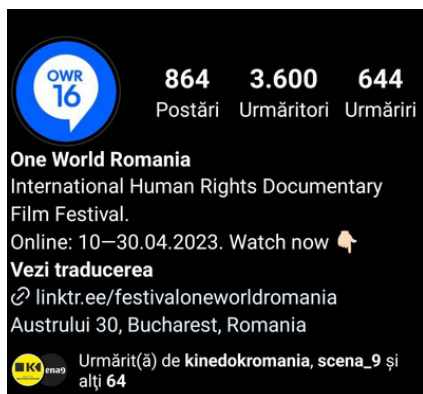 OWR
16
864 3.600 644
Postări Urmăritori Urmăriri
One World Romania
International Human Rights Documentary
Film Festival.
Online: 10—30.04.2023. Watch now 👇🏻
Vezi traducerea
linktr.ee/festivaloneworldromania
Austrului 30, Bucharest, Romania
Urmărit(ă) de kinedokromania, scena_9 și
alți 64
ena9